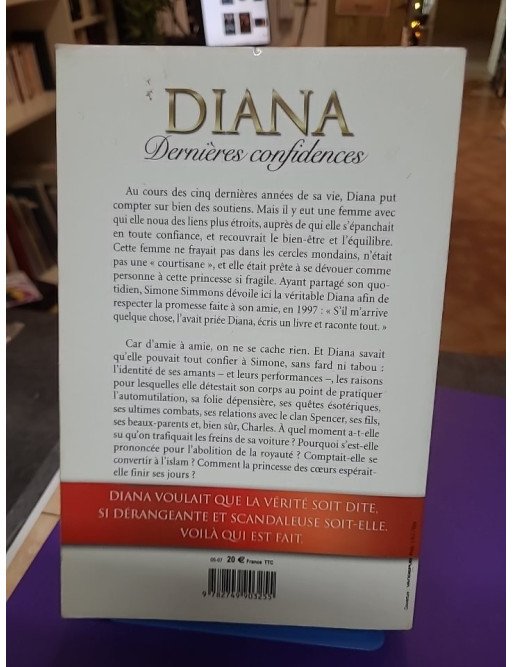 DIANA
Dernières confidences
Au cours des cinq dernières années de sa vie, Diana put
compter sur bien des soutiens. Mais il y eut une femme avec
qui elle noua des liens plus étroits, auprès de qui elle s'épanchait
en toute confiance, et recouvrait le bien-être et l'équilibre.
Cette femme ne frayait pas dans les cercles mondains, n'était
pas une « courtisane », et elle était prête à se dévouer comme
personne à cette princesse si fragile. Ayant partagé son quo-
tidien, Simone Simmons dévoile ici la véritable Diana afin de
respecter la promesse faite à son amie, en 1997 : « S'il m'arrive
quelque chose, l'avait priée Diana, écris un livre et raconte tout. »
Car d'amie à amie, on ne se cache rien. Et Diana savait
qu'elle pouvait tout confier à Simone, sans fard ni tabou :
l'identité de ses amants – et leurs performances –, les raisons
pour lesquelles elle détestait son corps au point de pratiquer
l'automutilation, sa folie dépensière, ses quêtes ésotériques,
ses ultimes combats, ses relations avec le clan Spencer, ses fils,
ses beaux-parents et, bien sûr, Charles. À quel moment a-t-elle
su qu'on trafiquait les freins de sa voiture ? Pourquoi s'est-elle
prononcée pour l'abolition de la royauté ? Comptait-elle se
convertir à l'islam ? Comment la princesse des cœurs espérait-
elle finir ses jours ?
DIANA VOULAIT QUE LA VÉRITÉ SOIT DITE,
SI DÉRANGEANTE ET SCANDALEUSE SOIT-ELLE.
VOILÀ QUI EST FAIT.
05-07 20 € France TTC
9 782749 903255